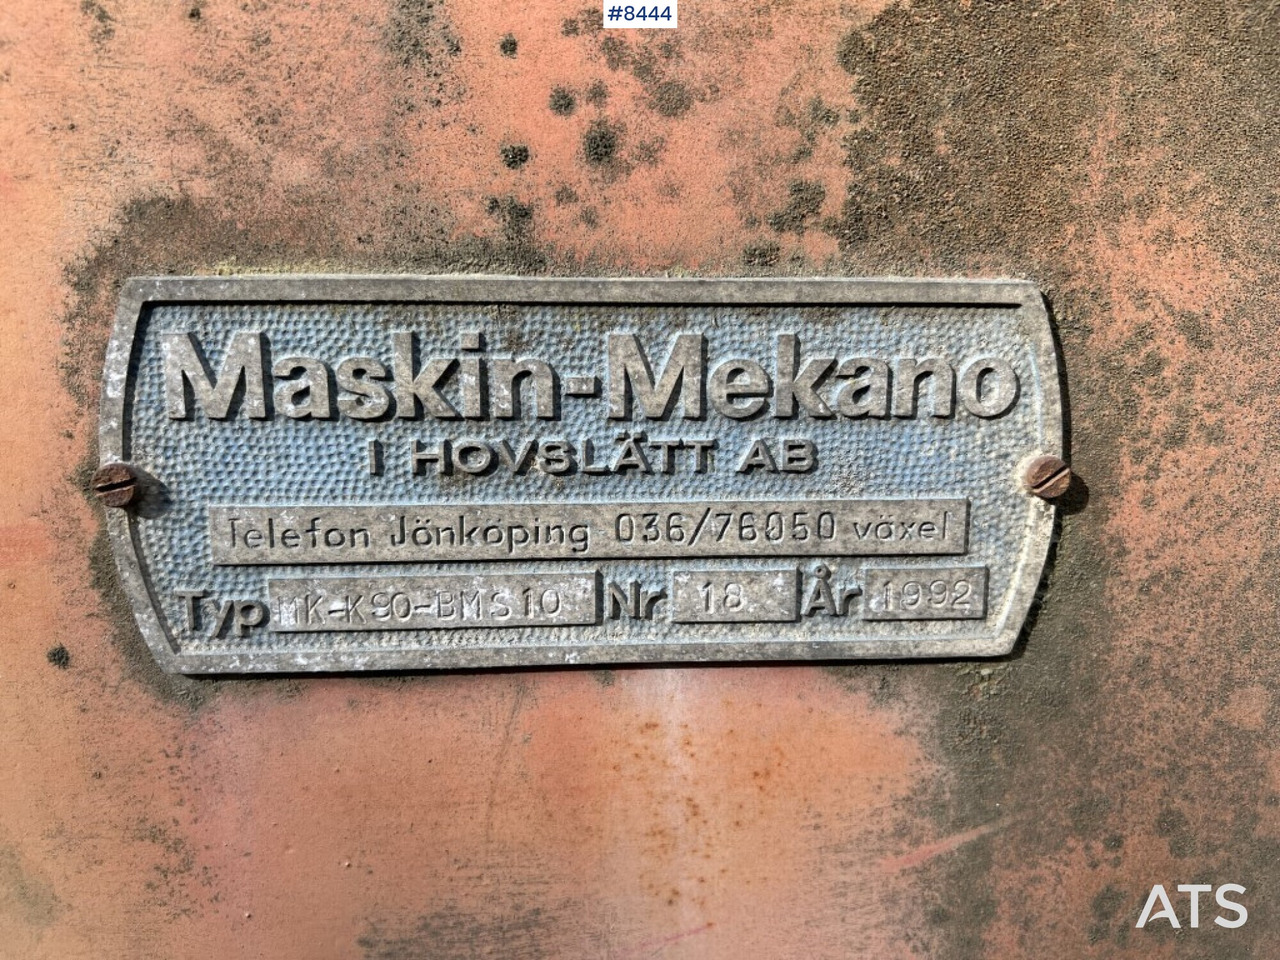 #8444
Maskin-Mekano
I HOVSLÄTT AB
Telefon Jönköping 036/76050 växel
Typ MK-K90-BMS10 Nr 18 År 1992
ATS